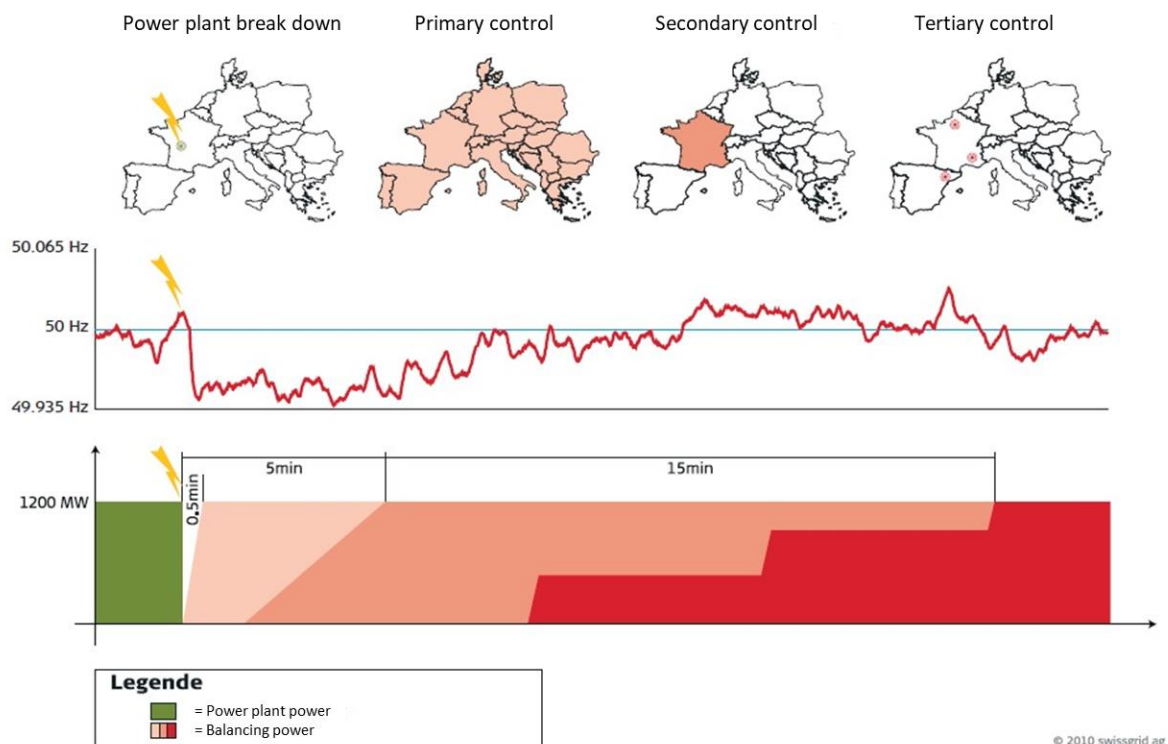 Power plant break down
Primary control
Secondary control
Tertiary control
50.065 Hz
50 Hz
49.935 Hz
5min
15min
0.5min
1200 MW
Legende
= Power plant power
= Balancing power
© 2010 swissgrid ag